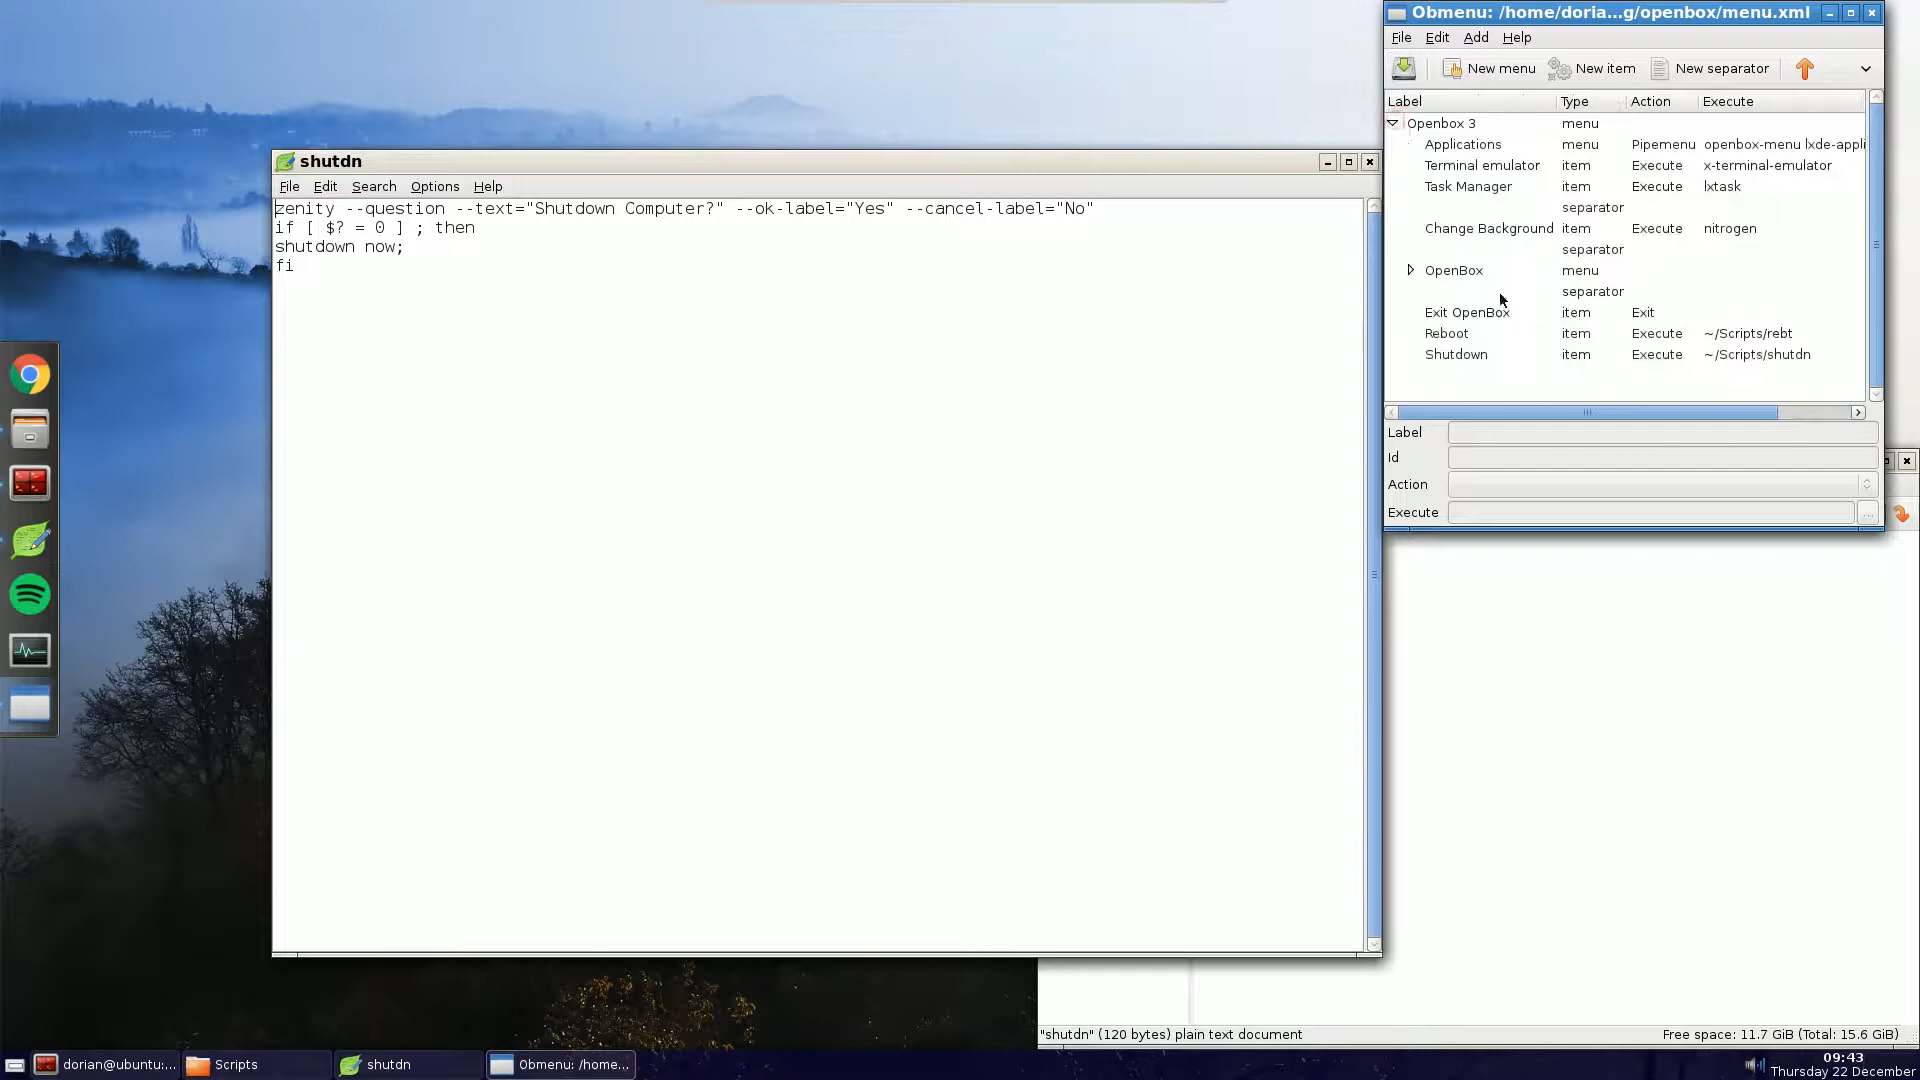 Obmenu: /home/doria...g/openbox/menu.xml
File Edit Add Help
New menu New item New separator
Label Type Action Execute
Openbox 3 menu
Applications menu Pipemenu openbox-menu lxde-appli
Terminal emulator item Execute x-terminal-emulator
Task Manager item Execute lxtask
separator
Change Background item Execute nitrogen
separator
OpenBox menu
separator
Exit OpenBox item Exit
Reboot item Execute ~/Scripts/rebt
Shutdown item Execute ~/Scripts/shutdn
Label
Id
Action
Execute ...
shutdn
File Edit Search Options Help
zenity --question --text="Shutdown Computer?" --ok-label="Yes" --cancel-label="No"
if [ $? = 0 ] ; then
shutdown now;
fi
"shutdn" (120 bytes) plain text document Free space: 11.7 GiB (Total: 15.6 GiB)
dorian@ubuntu:... Scripts shutdn Obmenu: /home...
09:43
Thursday 22 December